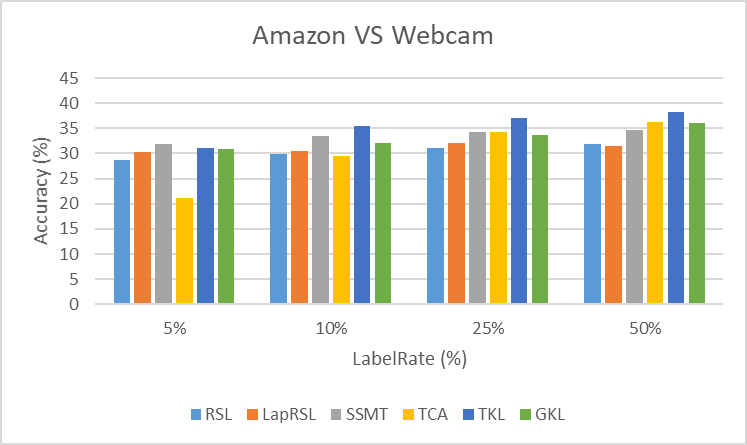 Amazon VS Webcam
45
40
35
30
25
20
15
10
5
0
Accuracy (%)
5% 10% 25% 50%
LabelRate (%)
RSL LapRSL SSMT TCA TKL GKL